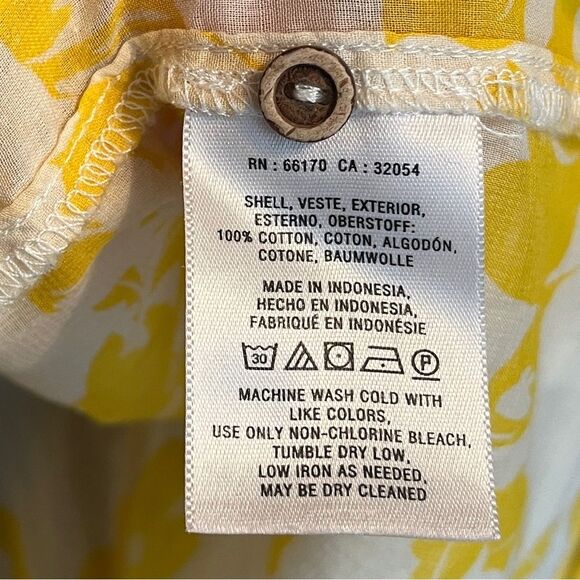 RN : 66170 CA : 32054
SHELL, VESTE, EXTERIOR,
ESTERNO, OBERSTOFF:
100% COTTON, COTON, ALGODÓN,
COTONE, BAUMWOLLE
MADE IN INDONESIA,
HECHO EN INDONESIA,
FABRIQUÉ EN INDONÉSIE
30 P
MACHINE WASH COLD WITH
LIKE COLORS,
USE ONLY NON-CHLORINE BLEACH,
TUMBLE DRY LOW,
LOW IRON AS NEEDED,
MAY BE DRY CLEANED